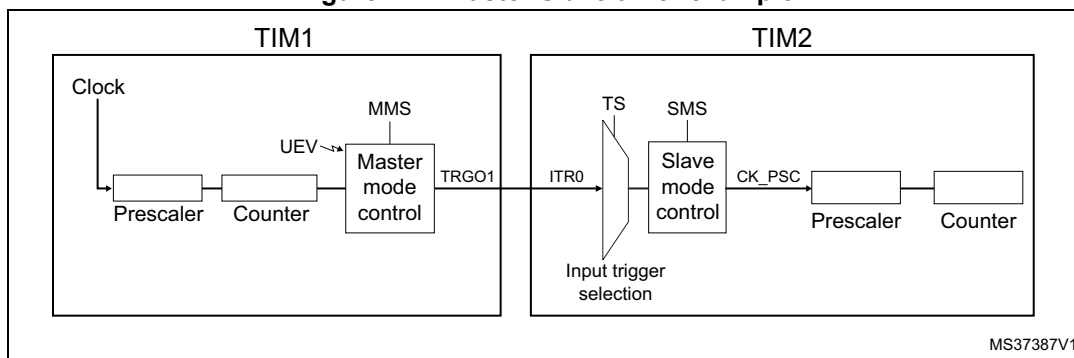 TIM1
TIM2
Clock
MMS
UEV
Master
mode
control
TRGO1
Prescaler
Counter
ITR0
TS
SMS
Slave
mode
control
CK_PSC
Input trigger
selection
Prescaler
Counter
MS37387V1